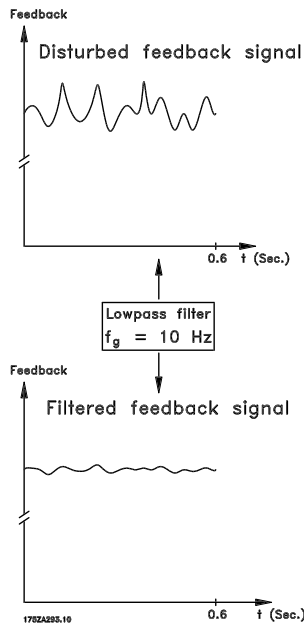 Feedback
Disturbed feedback signal
0.6 t (Sec.)
Lowpass filter
fg = 10 Hz
Feedback
Filtered feedback signal
0.6 t (Sec.)
175ZA293.10